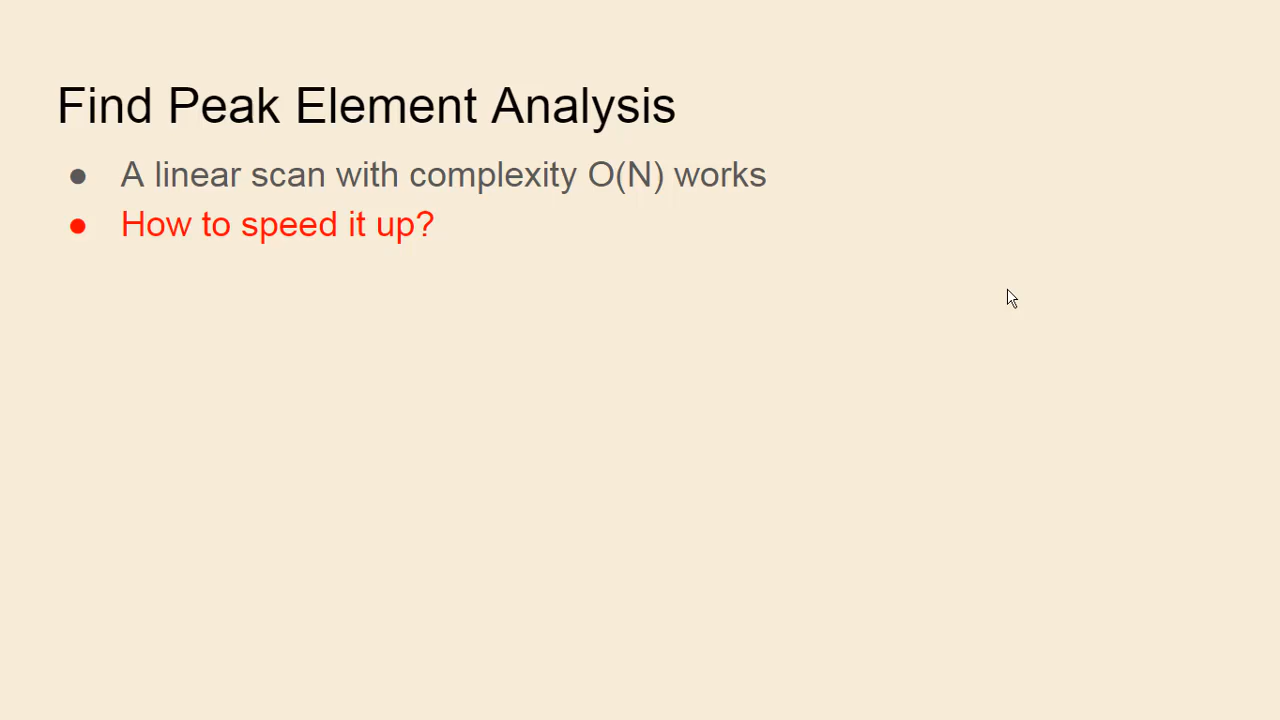 Find Peak Element Analysis
● A linear scan with complexity O(N) works
● How to speed it up?